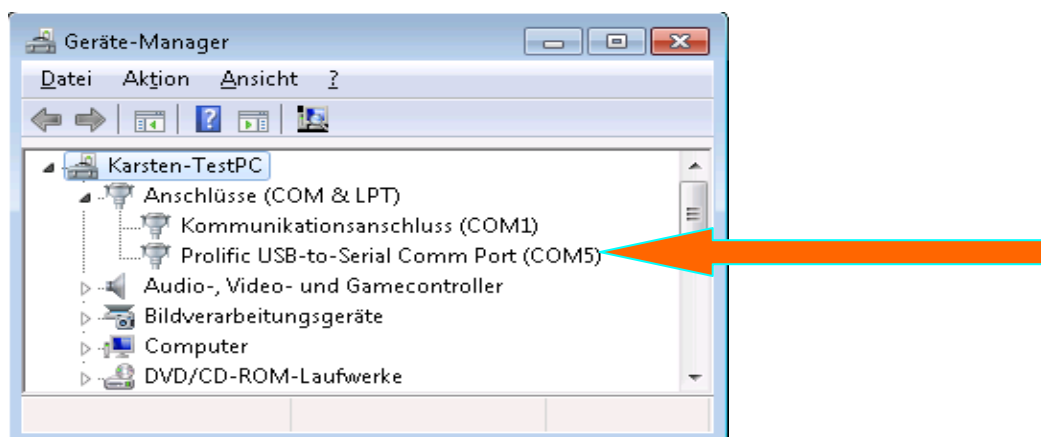 Geräte-Manager
Datei Aktion Ansicht ?
Karsten-TestPC
Anschlüsse (COM & LPT)
Kommunikationsanschluss (COM1)
Prolific USB-to-Serial Comm Port (COM5)
Audio-, Video- und Gamecontroller
Bildverarbeitungsgeräte
Computer
DVD/CD-ROM-Laufwerke